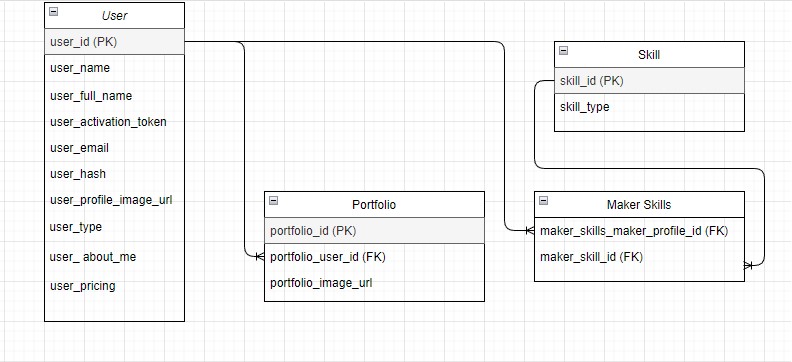 User
user_id (PK)
user_name
user_full_name
user_activation_token
user_email
user_hash
user_profile_image_url
user_type
user_ about_me
user_pricing
Portfolio
portfolio_id (PK)
portfolio_user_id (FK)
portfolio_image_url
Skill
skill_id (PK)
skill_type
Maker Skills
maker_skills_maker_profile_id (FK)
maker_skill_id (FK)